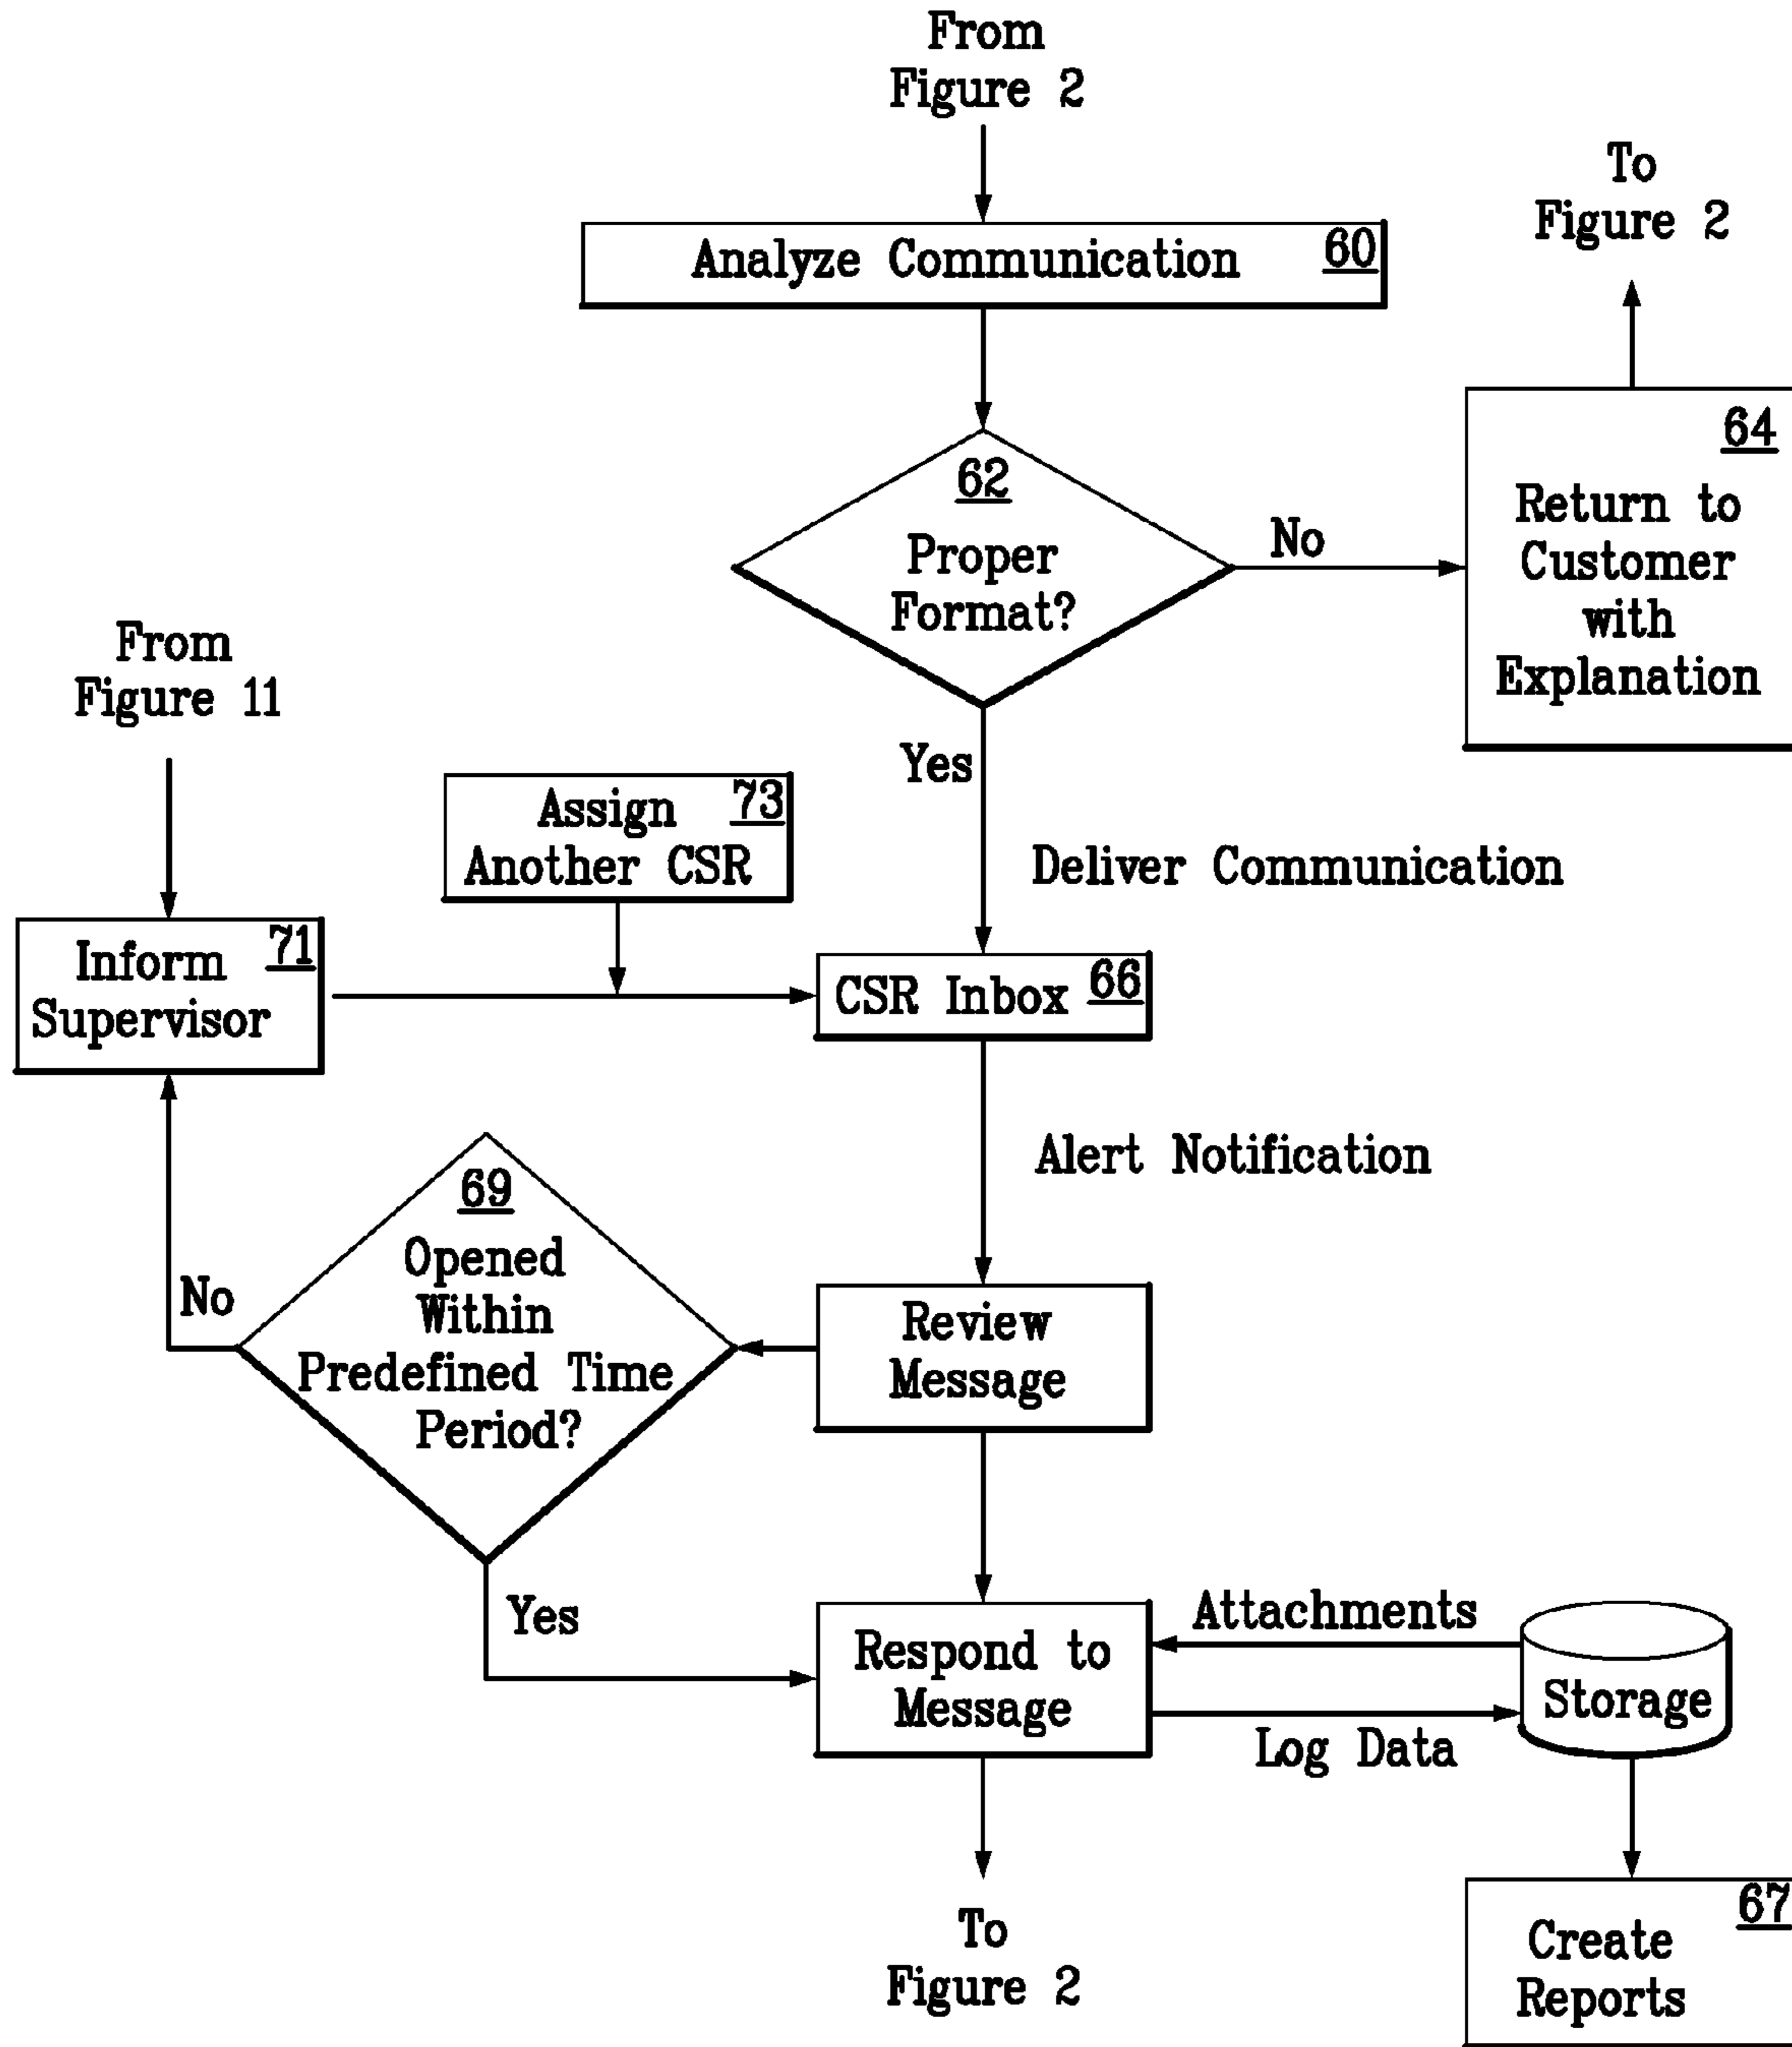 From
Figure 2
To
Figure 2
Analyze Communication 60
62
Proper
Format?
No
64
Return to
Customer
with
Explanation
From
Figure 11
Yes
Assign 73
Another CSR
Deliver Communication
Inform 71
Supervisor
CSR Inbox 66
Alert Notification
69
Opened
Within
Predefined Time
Period?
No
Review
Message
Yes
Respond to
Message
Attachments
Storage
Log Data
To
Figure 2
67
Create
Reports